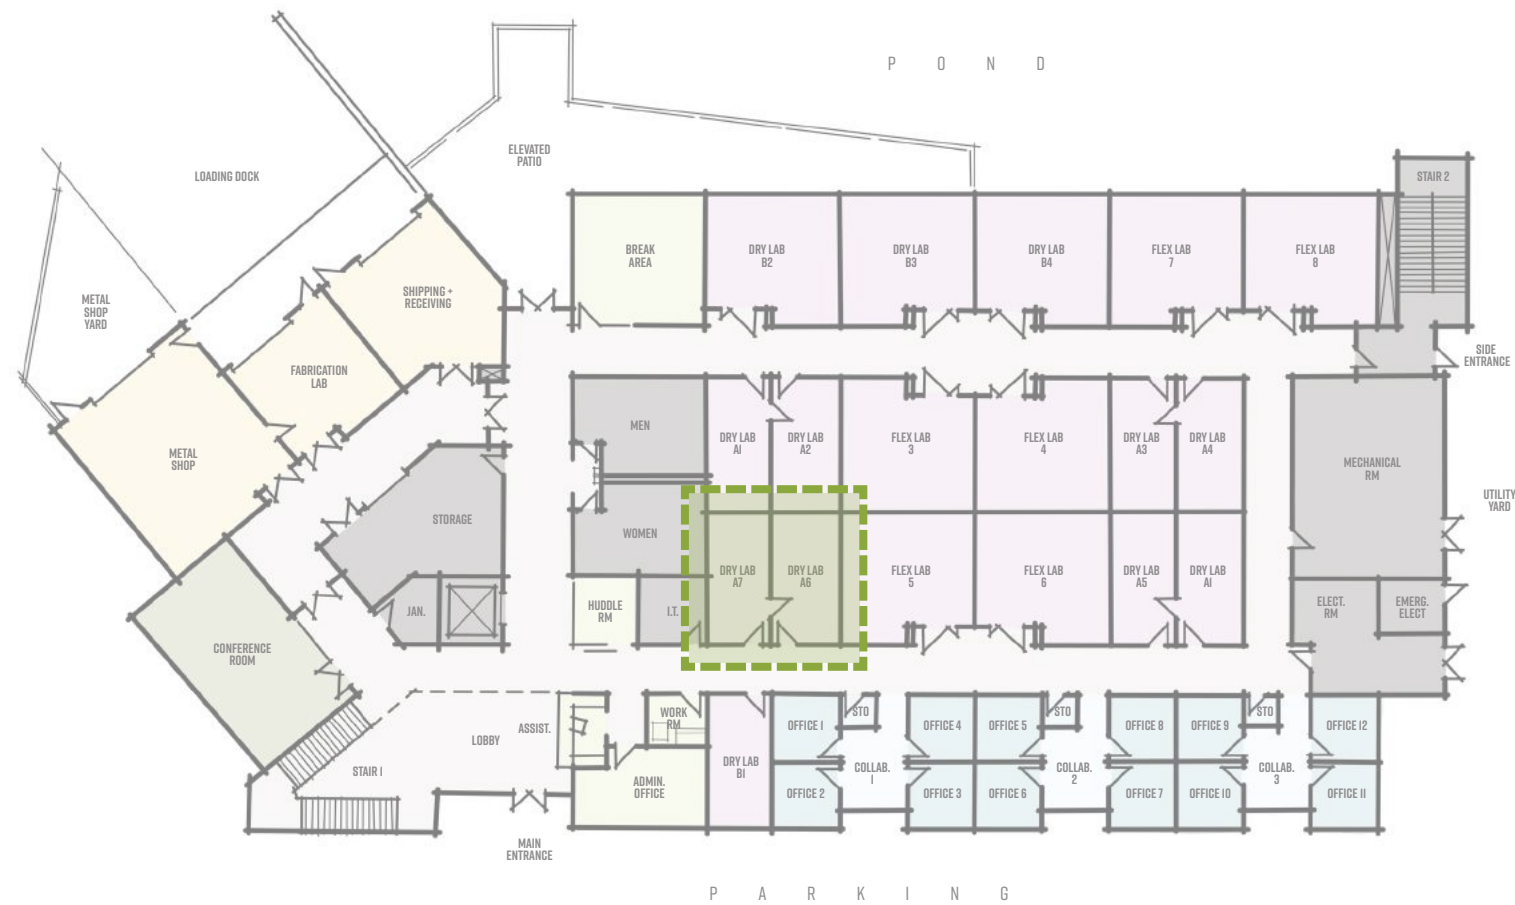 P O N D
ELEVATED
PATIO
LOADING DOCK
STAIR 2
BREAK
AREA
DRY LAB
B2
DRY LAB
B3
DRY LAB
B4
FLEX LAB
7
FLEX LAB
8
METAL
SHOP
YARD
SHIPPING +
RECEIVING
SIDE
ENTRANCE
FABRICATION
LAB
MEN
DRY LAB
A1
DRY LAB
A2
FLEX LAB
3
FLEX LAB
4
DRY LAB
A3
DRY LAB
A4
METAL
SHOP
MECHANICAL
RM
UTILITY
YARD
STORAGE
WOMEN
DRY LAB
A7
DRY LAB
A6
FLEX LAB
5
FLEX LAB
6
DRY LAB
A5
DRY LAB
A1
JAN.
HUDDLE
RM
I.T.
ELECT.
RM
EMERG.
ELECT
CONFERENCE
ROOM
LOBBY
ASSIST.
WORK
RM
STAIR 1
ADMIN.
OFFICE
DRY LAB
B1
OFFICE 1
STO
OFFICE 4
OFFICE 5
STO
OFFICE 8
OFFICE 9
STO
OFFICE 12
COLLAB.
1
COLLAB.
2
COLLAB.
3
OFFICE 2
OFFICE 3
OFFICE 6
OFFICE 7
OFFICE 10
OFFICE 11
MAIN
ENTRANCE
P A R K I N G